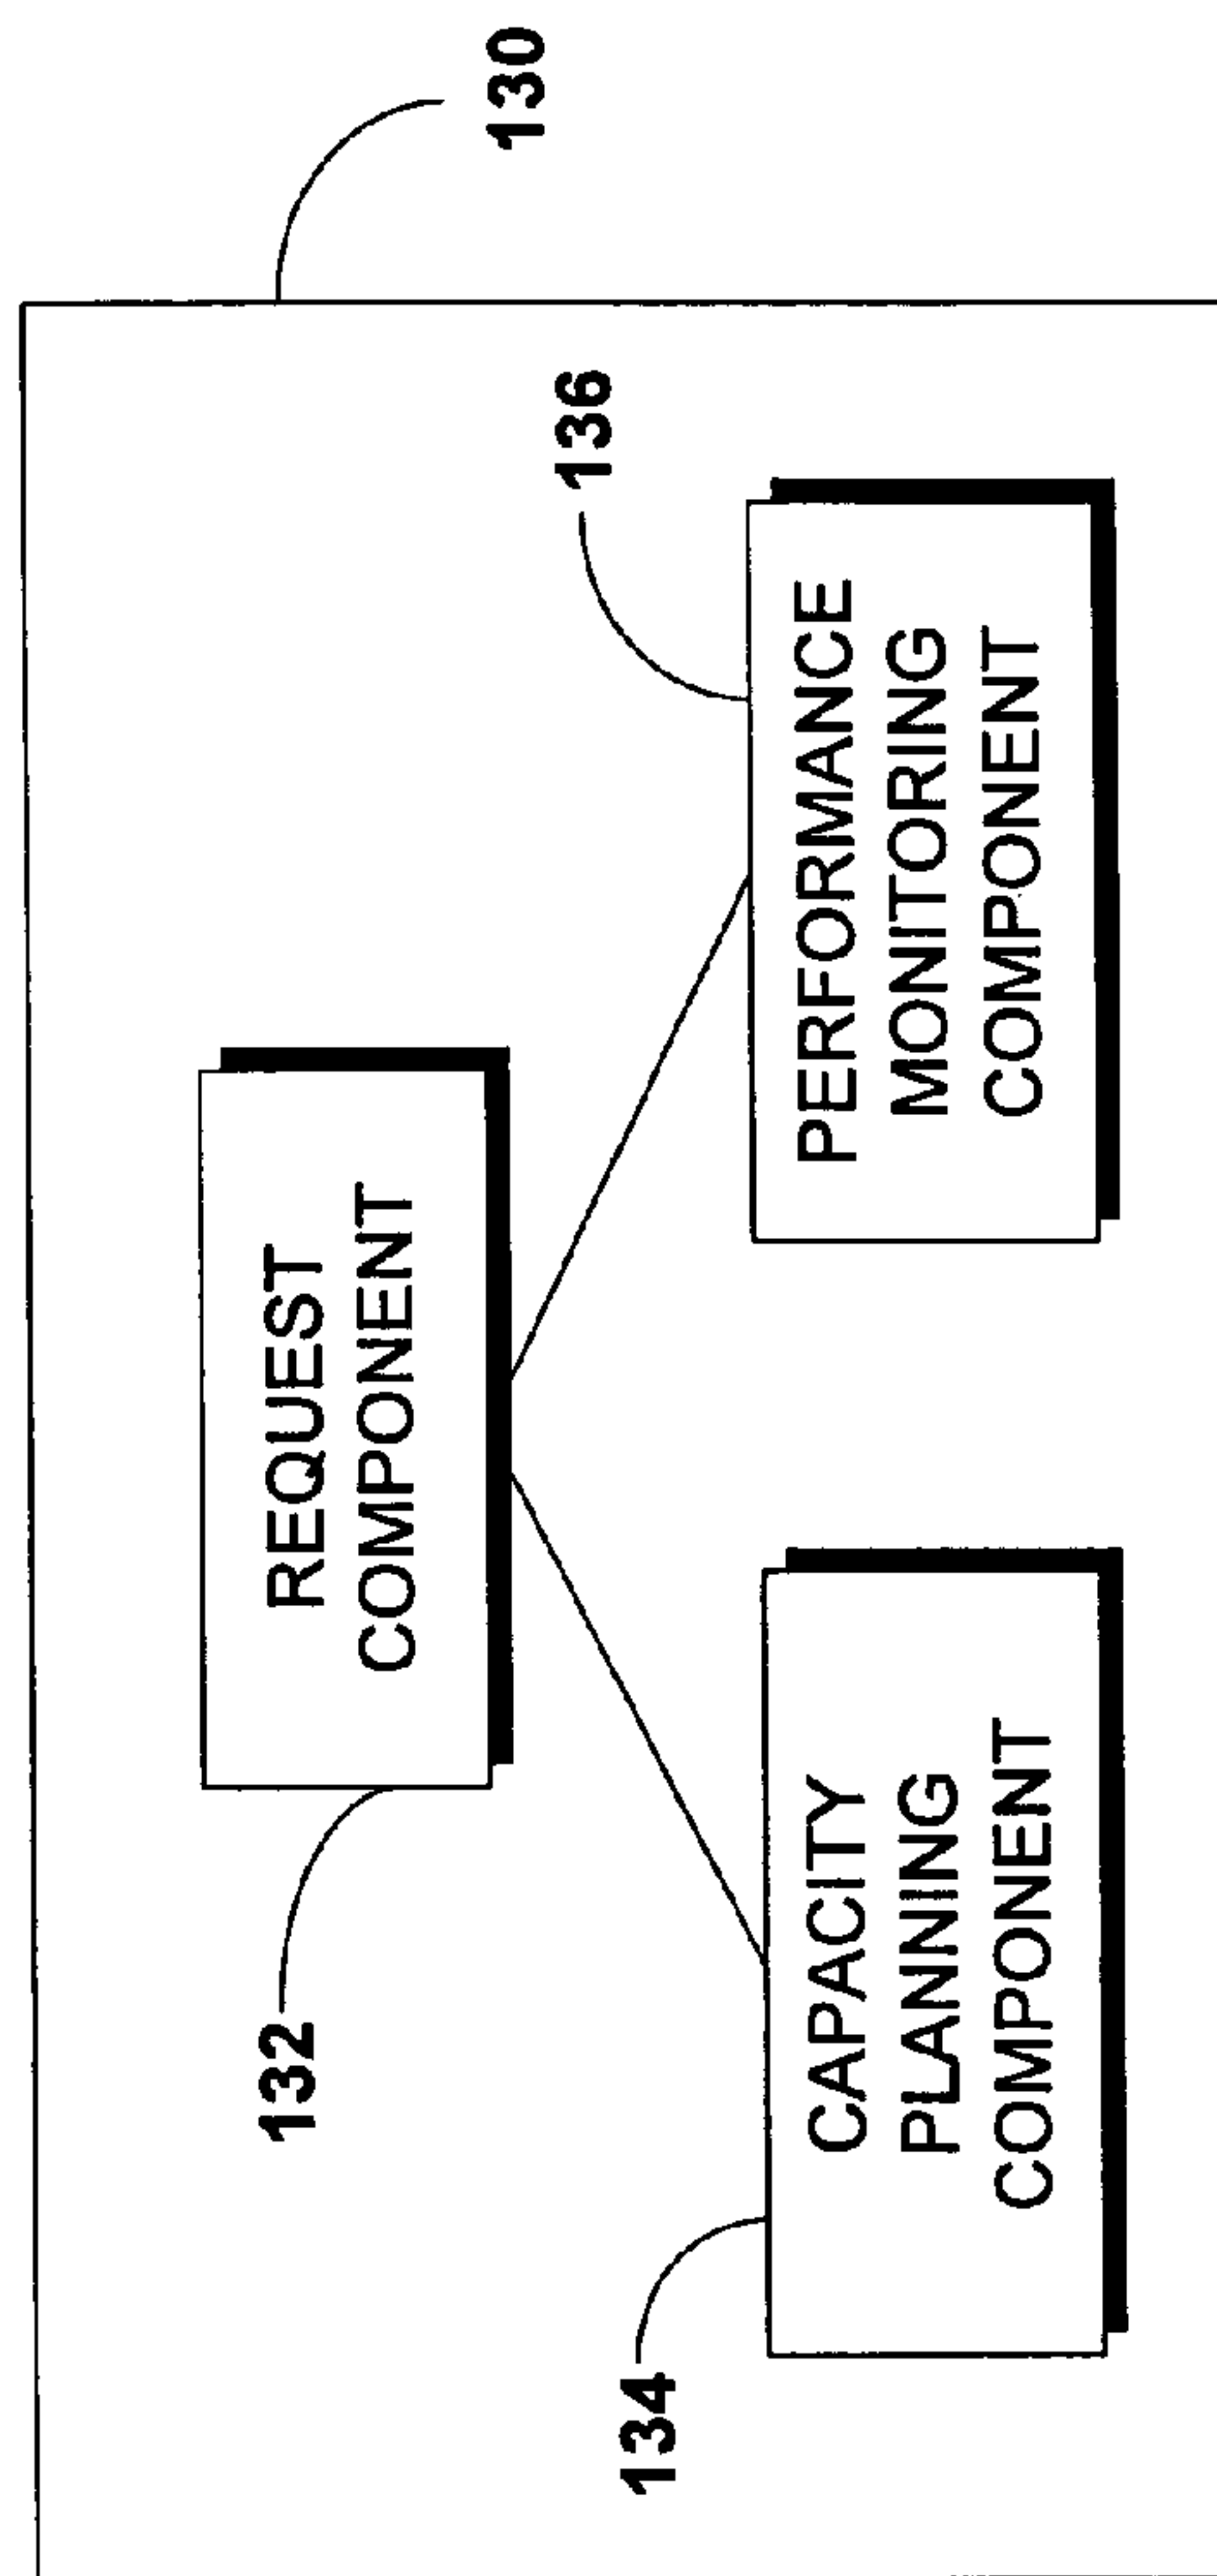 130
132
REQUEST
COMPONENT
136
134
CAPACITY
PLANNING
COMPONENT
PERFORMANCE
MONITORING
COMPONENT